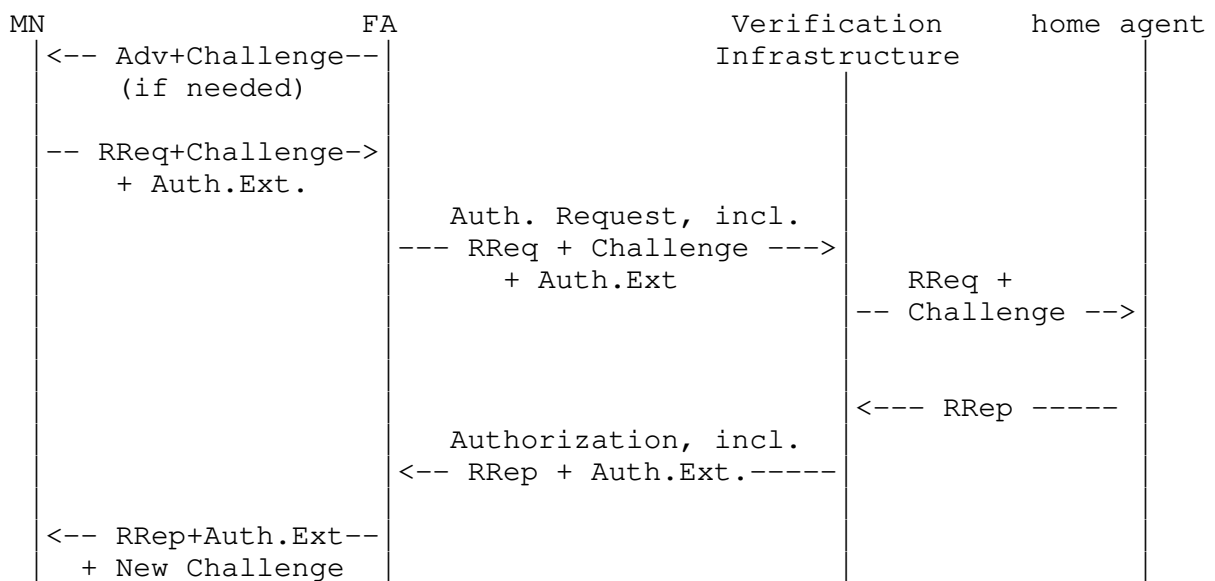 MN                     FA                     Verification     home agent
 |<-- Adv+Challenge--|                     Infrastructure
(if needed)
-- RReq+Challenge->
+ Auth.Ext.
Auth. Request, incl.
--- RReq + Challenge --->
+ Auth.Ext
RReq +
-- Challenge -->
<--- RRep -----
Authorization, incl.
<-- RRep + Auth.Ext.-----
<-- RRep+Auth.Ext--
+ New Challenge